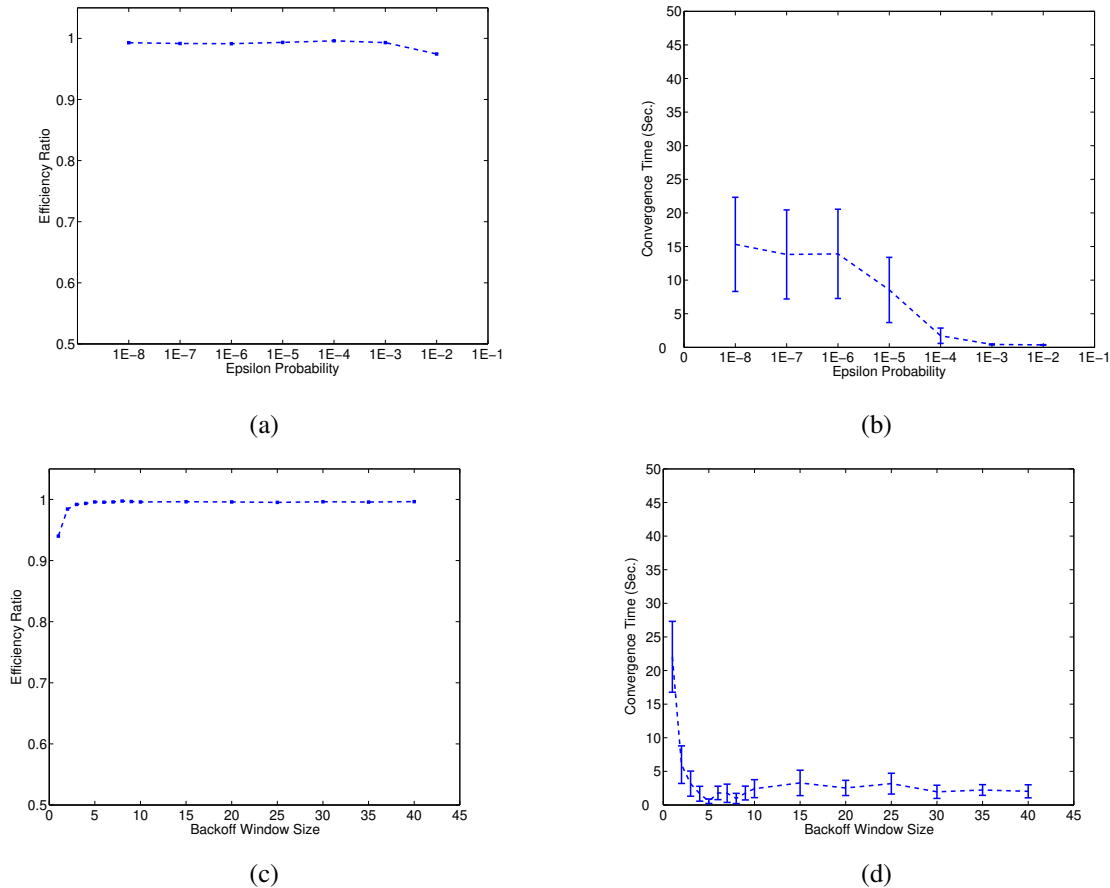 1
0.9
0.8
0.7
0.6
0.5
Efficiency Ratio
1E−8 1E−7 1E−6 1E−5 1E−4 1E−3 1E−2 1E−1
Epsilon Probability
(a)
50
45
40
35
30
25
20
15
10
5
0
Convergence Time (Sec.)
0 1E−8 1E−7 1E−6 1E−5 1E−4 1E−3 1E−2 1E−1
Epsilon Probability
(b)
1
0.9
0.8
0.7
0.6
0.5
Efficiency Ratio
0 5 10 15 20 25 30 35 40 45
Backoff Window Size
(c)
50
45
40
35
30
25
20
15
10
5
0
Convergence Time (Sec.)
0 5 10 15 20 25 30 35 40 45
Backoff Window Size
(d)